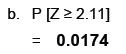 b. P [Z ≥ 2.11]
= 0.0174